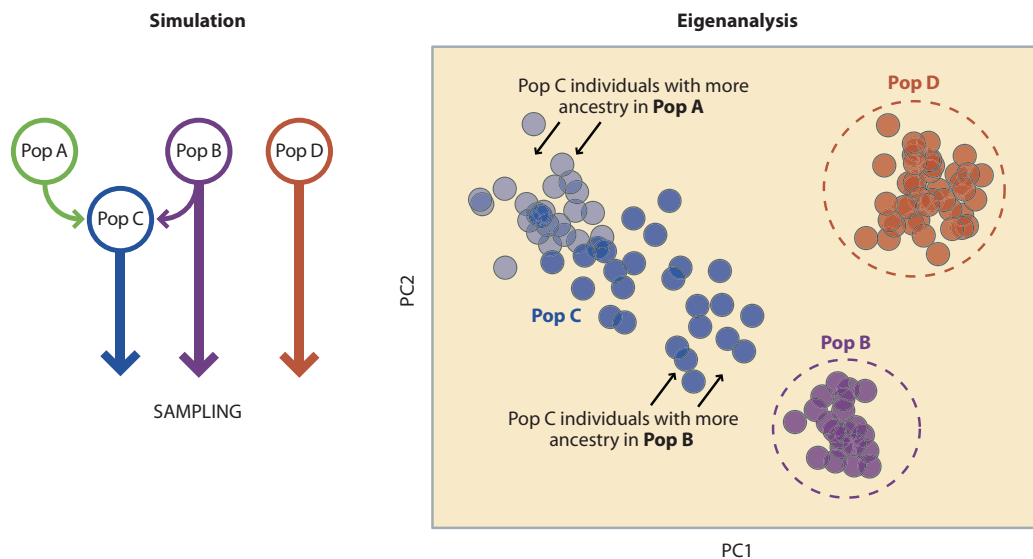 Simulation
Pop A
Pop B
Pop D
Pop C
SAMPLING
Eigenanalysis
Pop C individuals with more
ancestry in Pop A
Pop D
Pop C
Pop B
Pop C individuals with more
ancestry in Pop B
PC2
PC1